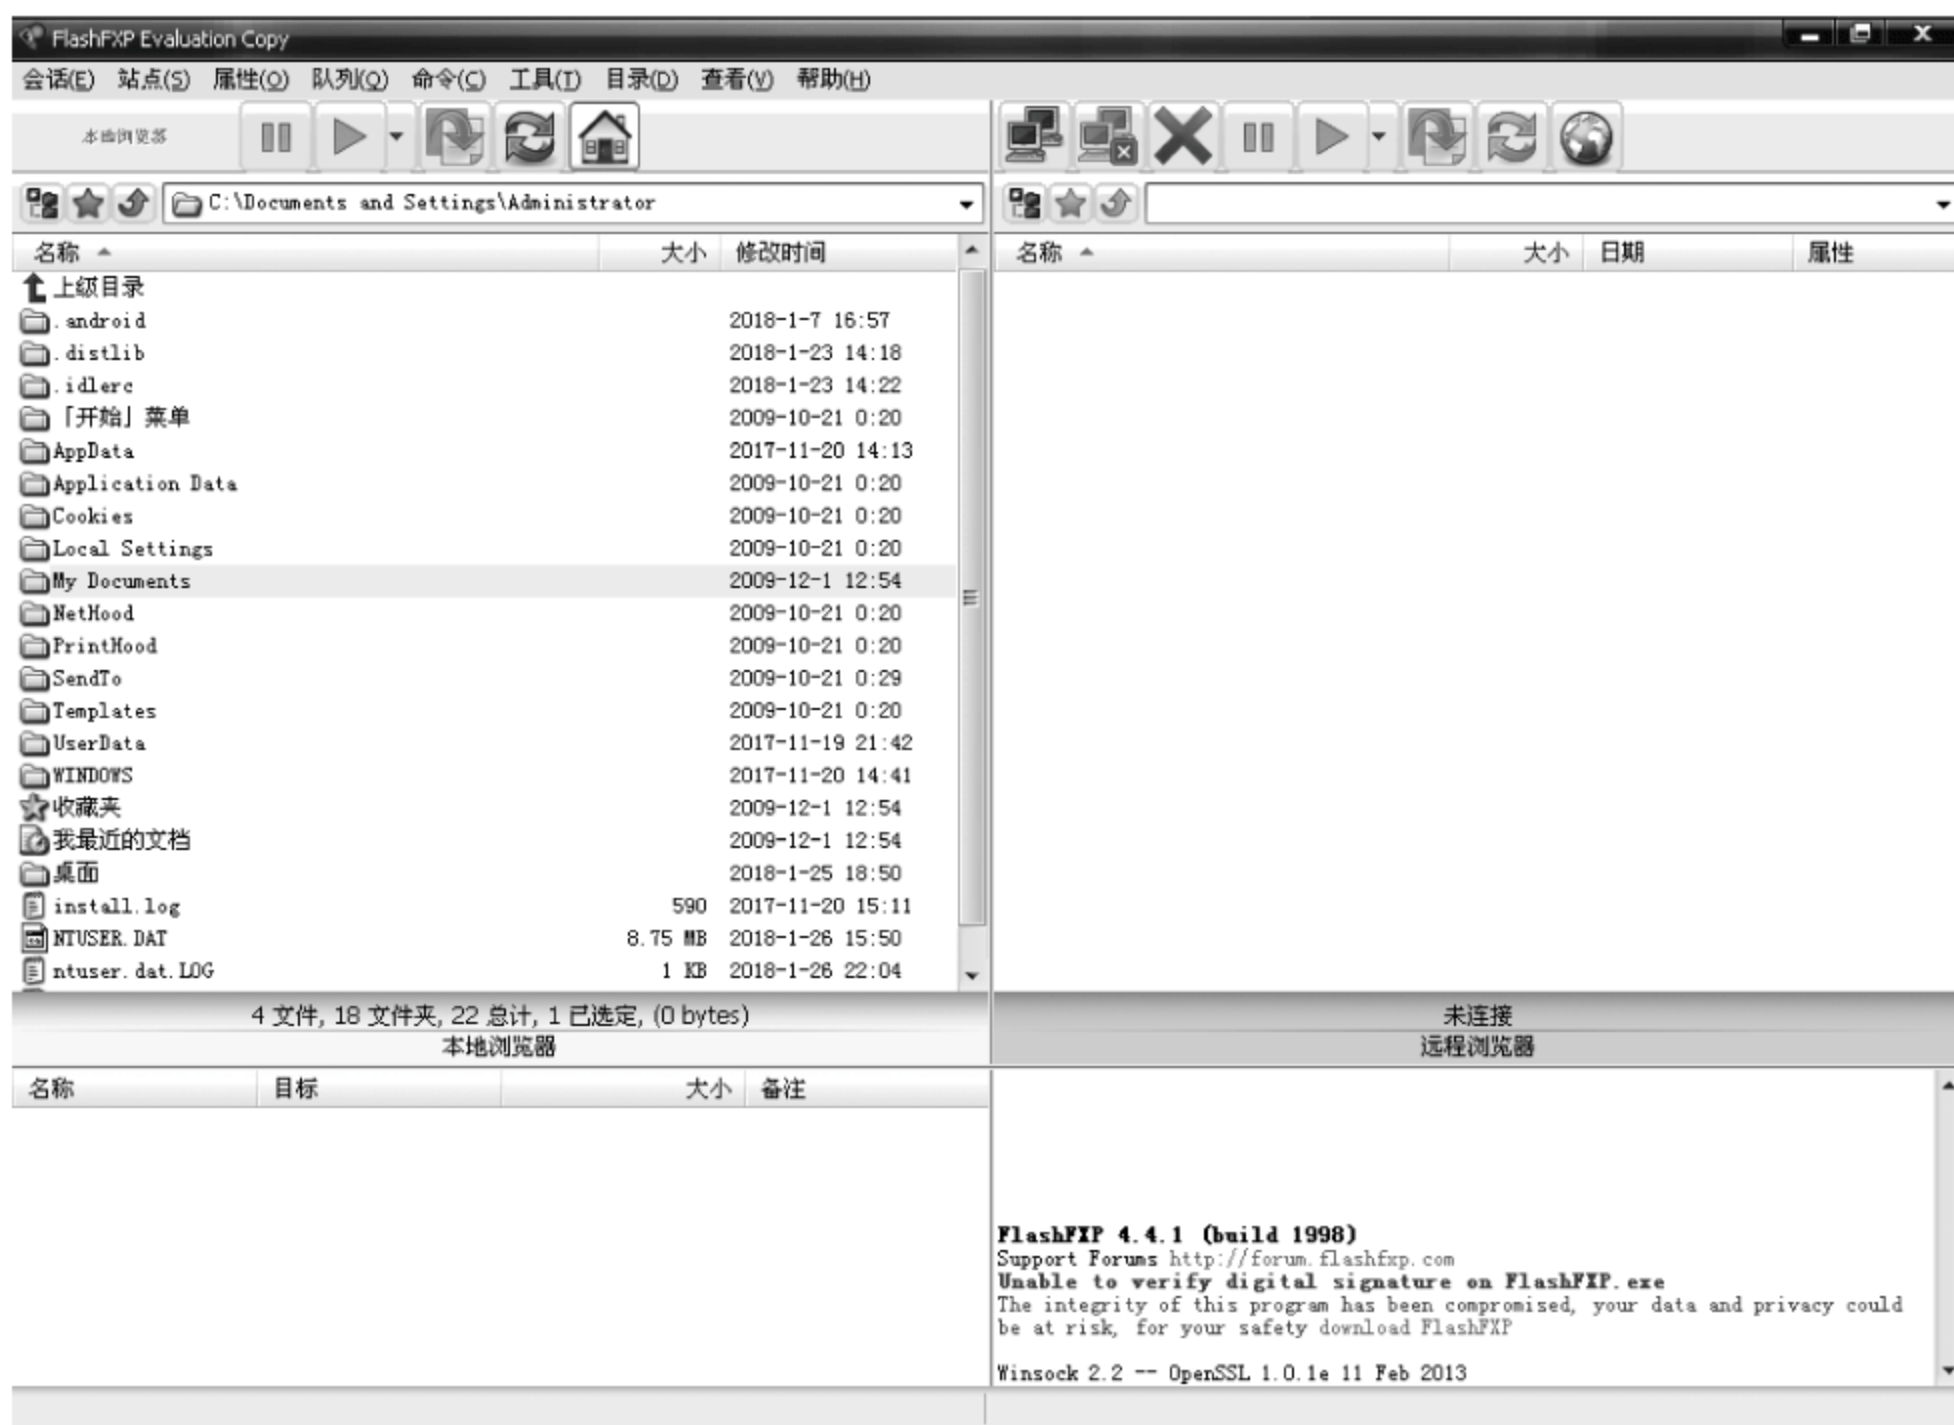 FlashFXP Evaluation Copy
会话(E) 站点(S) 属性(O) 队列(Q) 命令(C) 工具(T) 目录(D) 查看(V) 帮助(H)
本地浏览器
C:\Documents and Settings\Administrator
名称 大小 修改时间
名称 大小 日期 属性
上级目录
.android 2018-1-7 16:57
.distlib 2018-1-23 14:18
.idlerc 2018-1-23 14:22
「开始」菜单 2009-10-21 0:20
AppData 2017-11-20 14:13
Application Data 2009-10-21 0:20
Cookies 2009-10-21 0:20
Local Settings 2009-10-21 0:20
My Documents 2009-12-1 12:54
NetHood 2009-10-21 0:20
PrintHood 2009-10-21 0:20
SendTo 2009-10-21 0:29
Templates 2009-10-21 0:20
UserData 2017-11-19 21:42
WINDOWS 2017-11-20 14:41
收藏夹 2009-12-1 12:54
我最近的文档 2009-12-1 12:54
桌面 2018-1-25 18:50
install.log 590 2017-11-20 15:11
NTUSER.DAT 8.75 MB 2018-1-26 15:50
ntuser.dat.LOG 1 KB 2018-1-26 22:04
4 文件, 18 文件夹, 22 总计, 1 已选定, (0 bytes)
本地浏览器
未连接
远程浏览器
名称 目标 大小 备注
FlashFXP 4.4.1 (build 1998)
Support Forums http://forum.flashfxp.com
Unable to verify digital signature on FlashFXP.exe
The integrity of this program has been compromised, your data and privacy could
be at risk, for your safety download FlashFXP
Winsock 2.2 -- OpenSSL 1.0.1e 11 Feb 2013